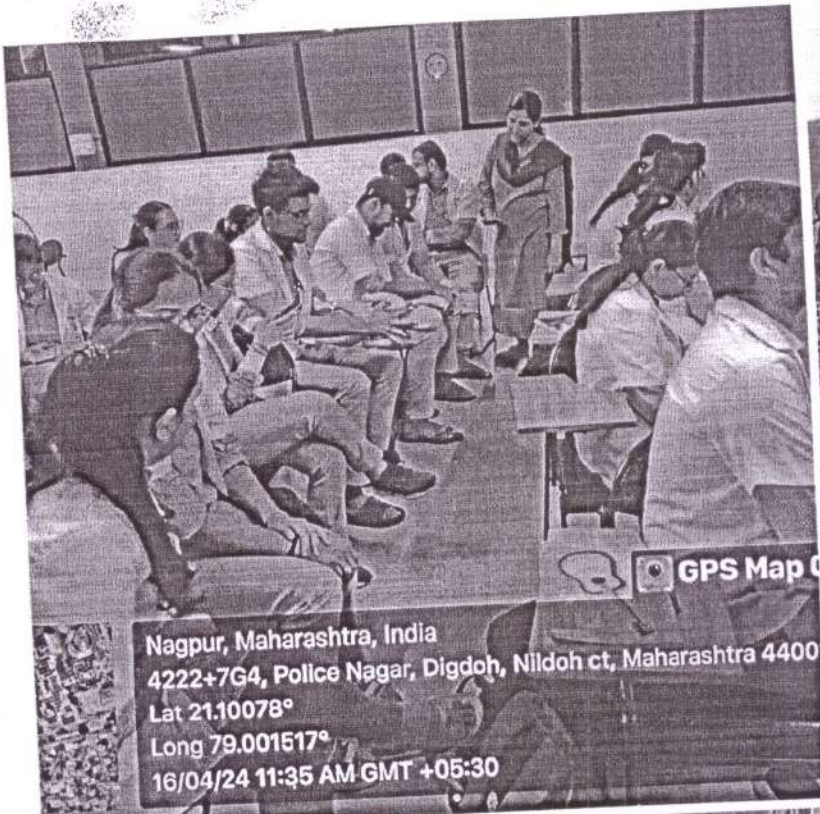 GPS Map
Nagpur, Maharashtra, India
4222+7G4, Police Nagar, Digdoh, Nildoh ct, Maharashtra 4400
Lat 21.10078°
Long 79.001517°
16/04/24 11:35 AM GMT +05:30